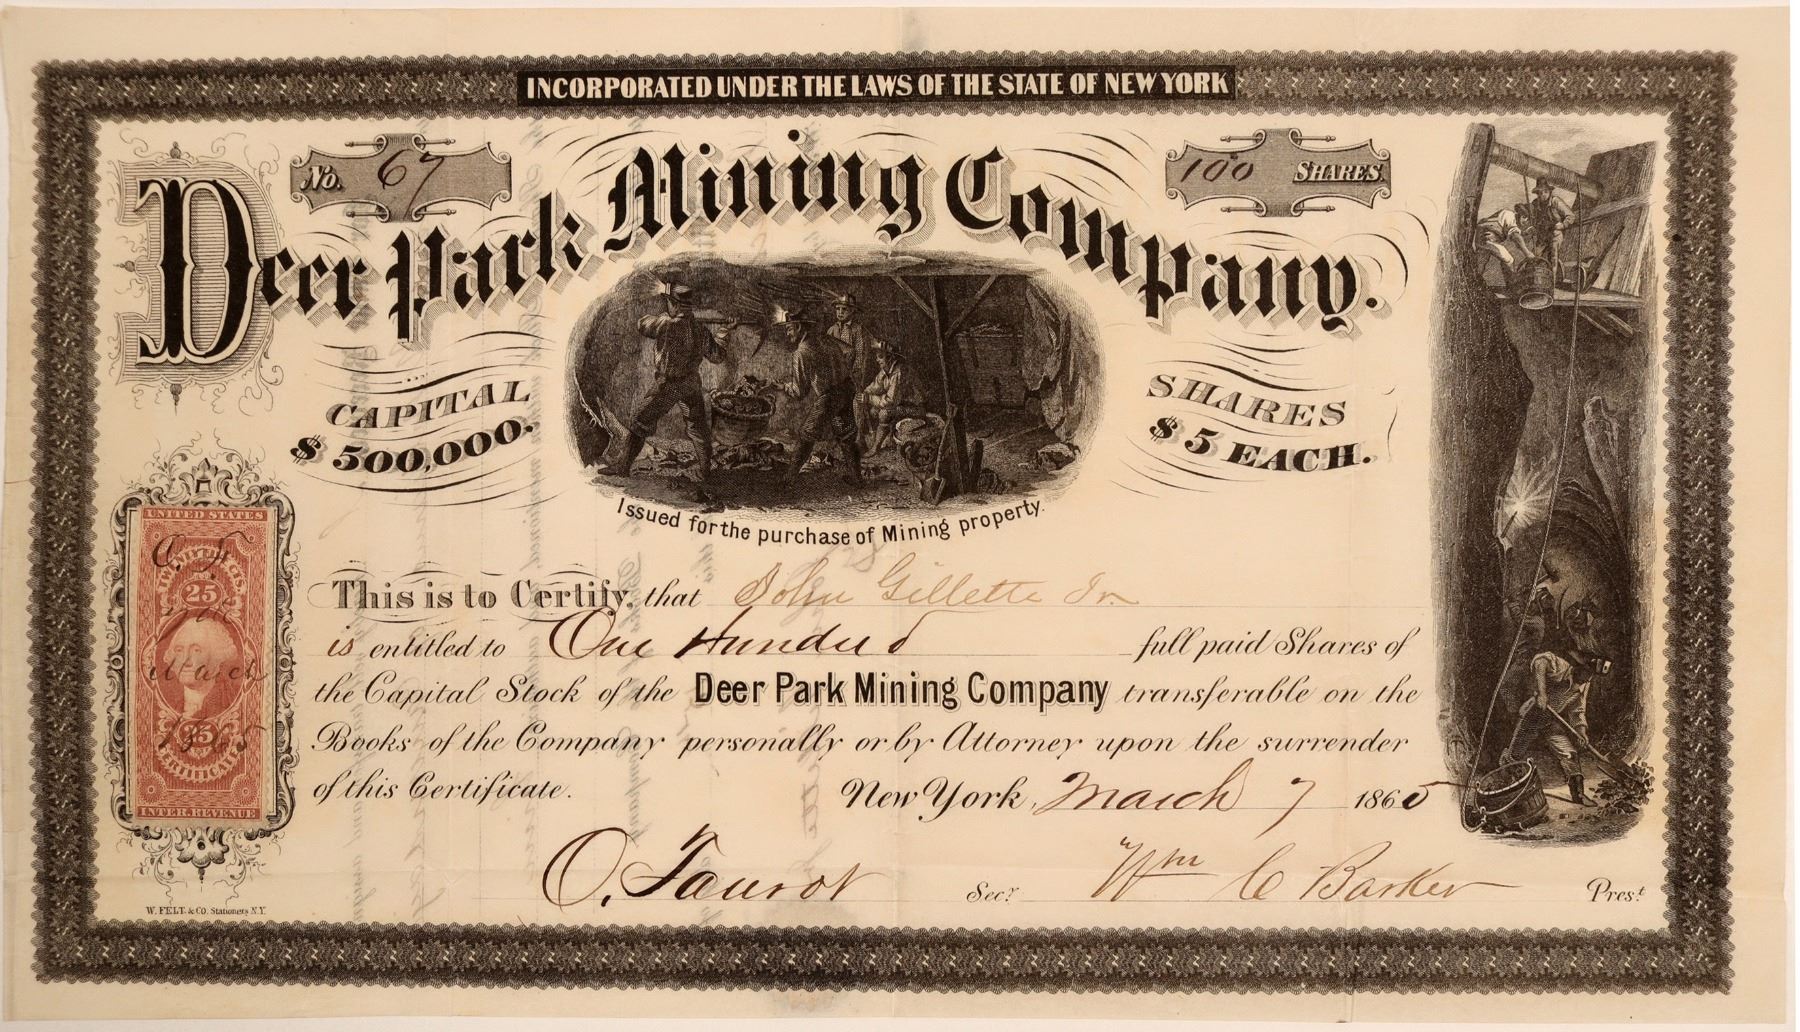 INCORPORATED UNDER THE LAWS OF THE STATE OF NEW YORK
No. 67
100 SHARES.
Deer Park Mining Company.
CAPITAL
$500,000.
SHARES
$5 EACH.
Issued for the purchase of Mining property.
This is to Certify, that John Gillette Jr.
is entitled to One Hundred full paid Shares of
the Capital Stock of the Deer Park Mining Company transferable on the
Books of the Company personally or by Attorney upon the surrender
of this Certificate. New York, March 7 1865
O. Taurot Secy. Wm C Barker Prest.
UNITED STATES
25
March
1865
25
CERTIFICATE
INTER. REVENUE
W. FELT & CO. Stationers N.Y.